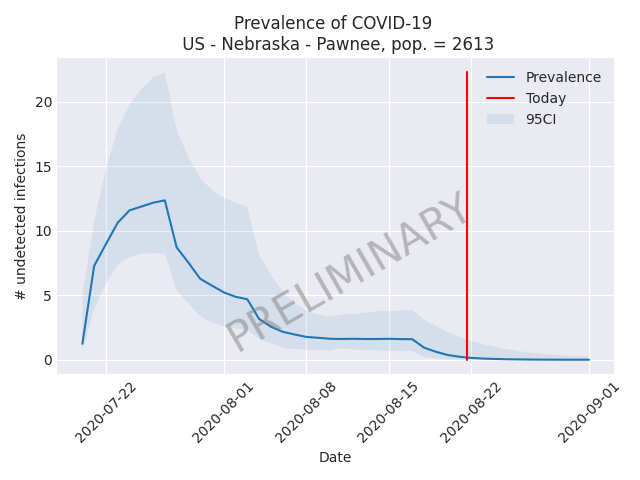 Prevalence of COVID-19
US - Nebraska - Pawnee, pop. = 2613
Prevalence
Today
95CI
PRELIMINARY
# undetected infections
20
15
10
5
0
2020-07-22
2020-08-01
2020-08-08
2020-08-15
2020-08-22
2020-09-01
Date